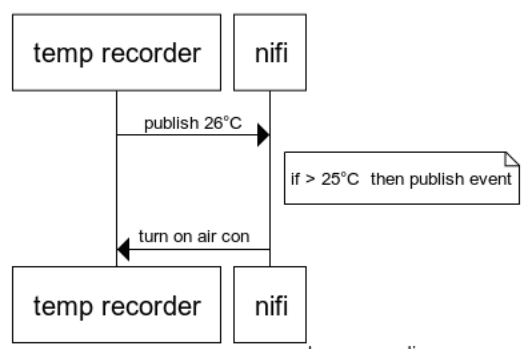 temp recorder
nifi
publish 26°C
if > 25°C  then publish event
turn on air con
temp recorder
nifi